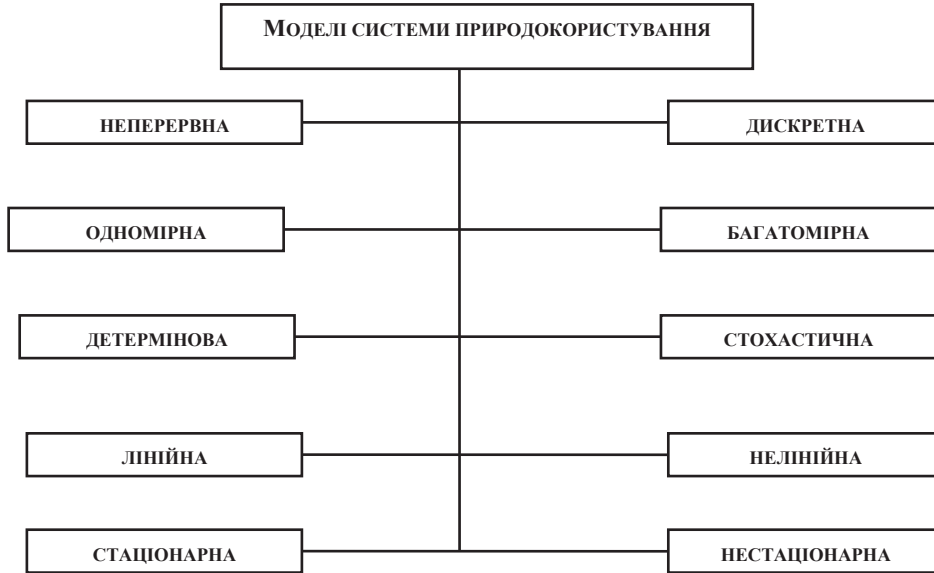 МОДЕЛІ СИСТЕМИ ПРИРОДОКОРИСТУВАННЯ
НЕПЕРЕРВНА
ДИСКРЕТНА
ОДНОМІРНА
БАГАТОМІРНА
ДЕТЕРМІНОВА
СТОХАСТИЧНА
ЛІНІЙНА
НЕЛІНІЙНА
СТАЦІОНАРНА
НЕСТАЦІОНАРНА